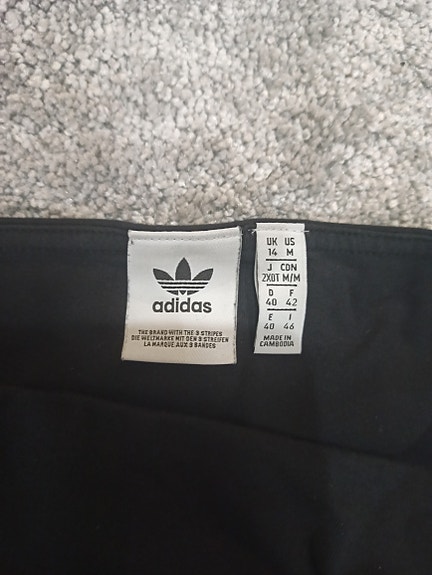 adidas
THE BRAND WITH THE 3 STRIPES
DIE WELTMARKE MIT DEN 3 STREIFEN
LA MARQUE AUX 3 BANDES
UK US
14 M
J CDN
2XOT M/M
D F
40 42
E I
40 46
MADE IN
CAMBODIA